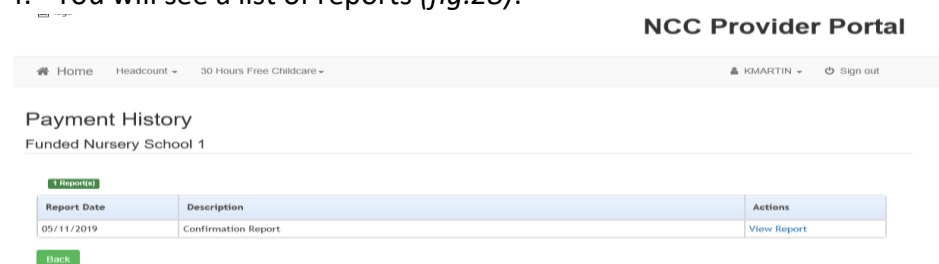 You will see a list of reports (fig.28).
NCC Provider Portal
Home Headcount 30 Hours Free Childcare KMARTIN Sign out
Payment History
Funded Nursery School 1
1 Report(s)
Report Date Description Actions
05/11/2019 Confirmation Report View Report
Back